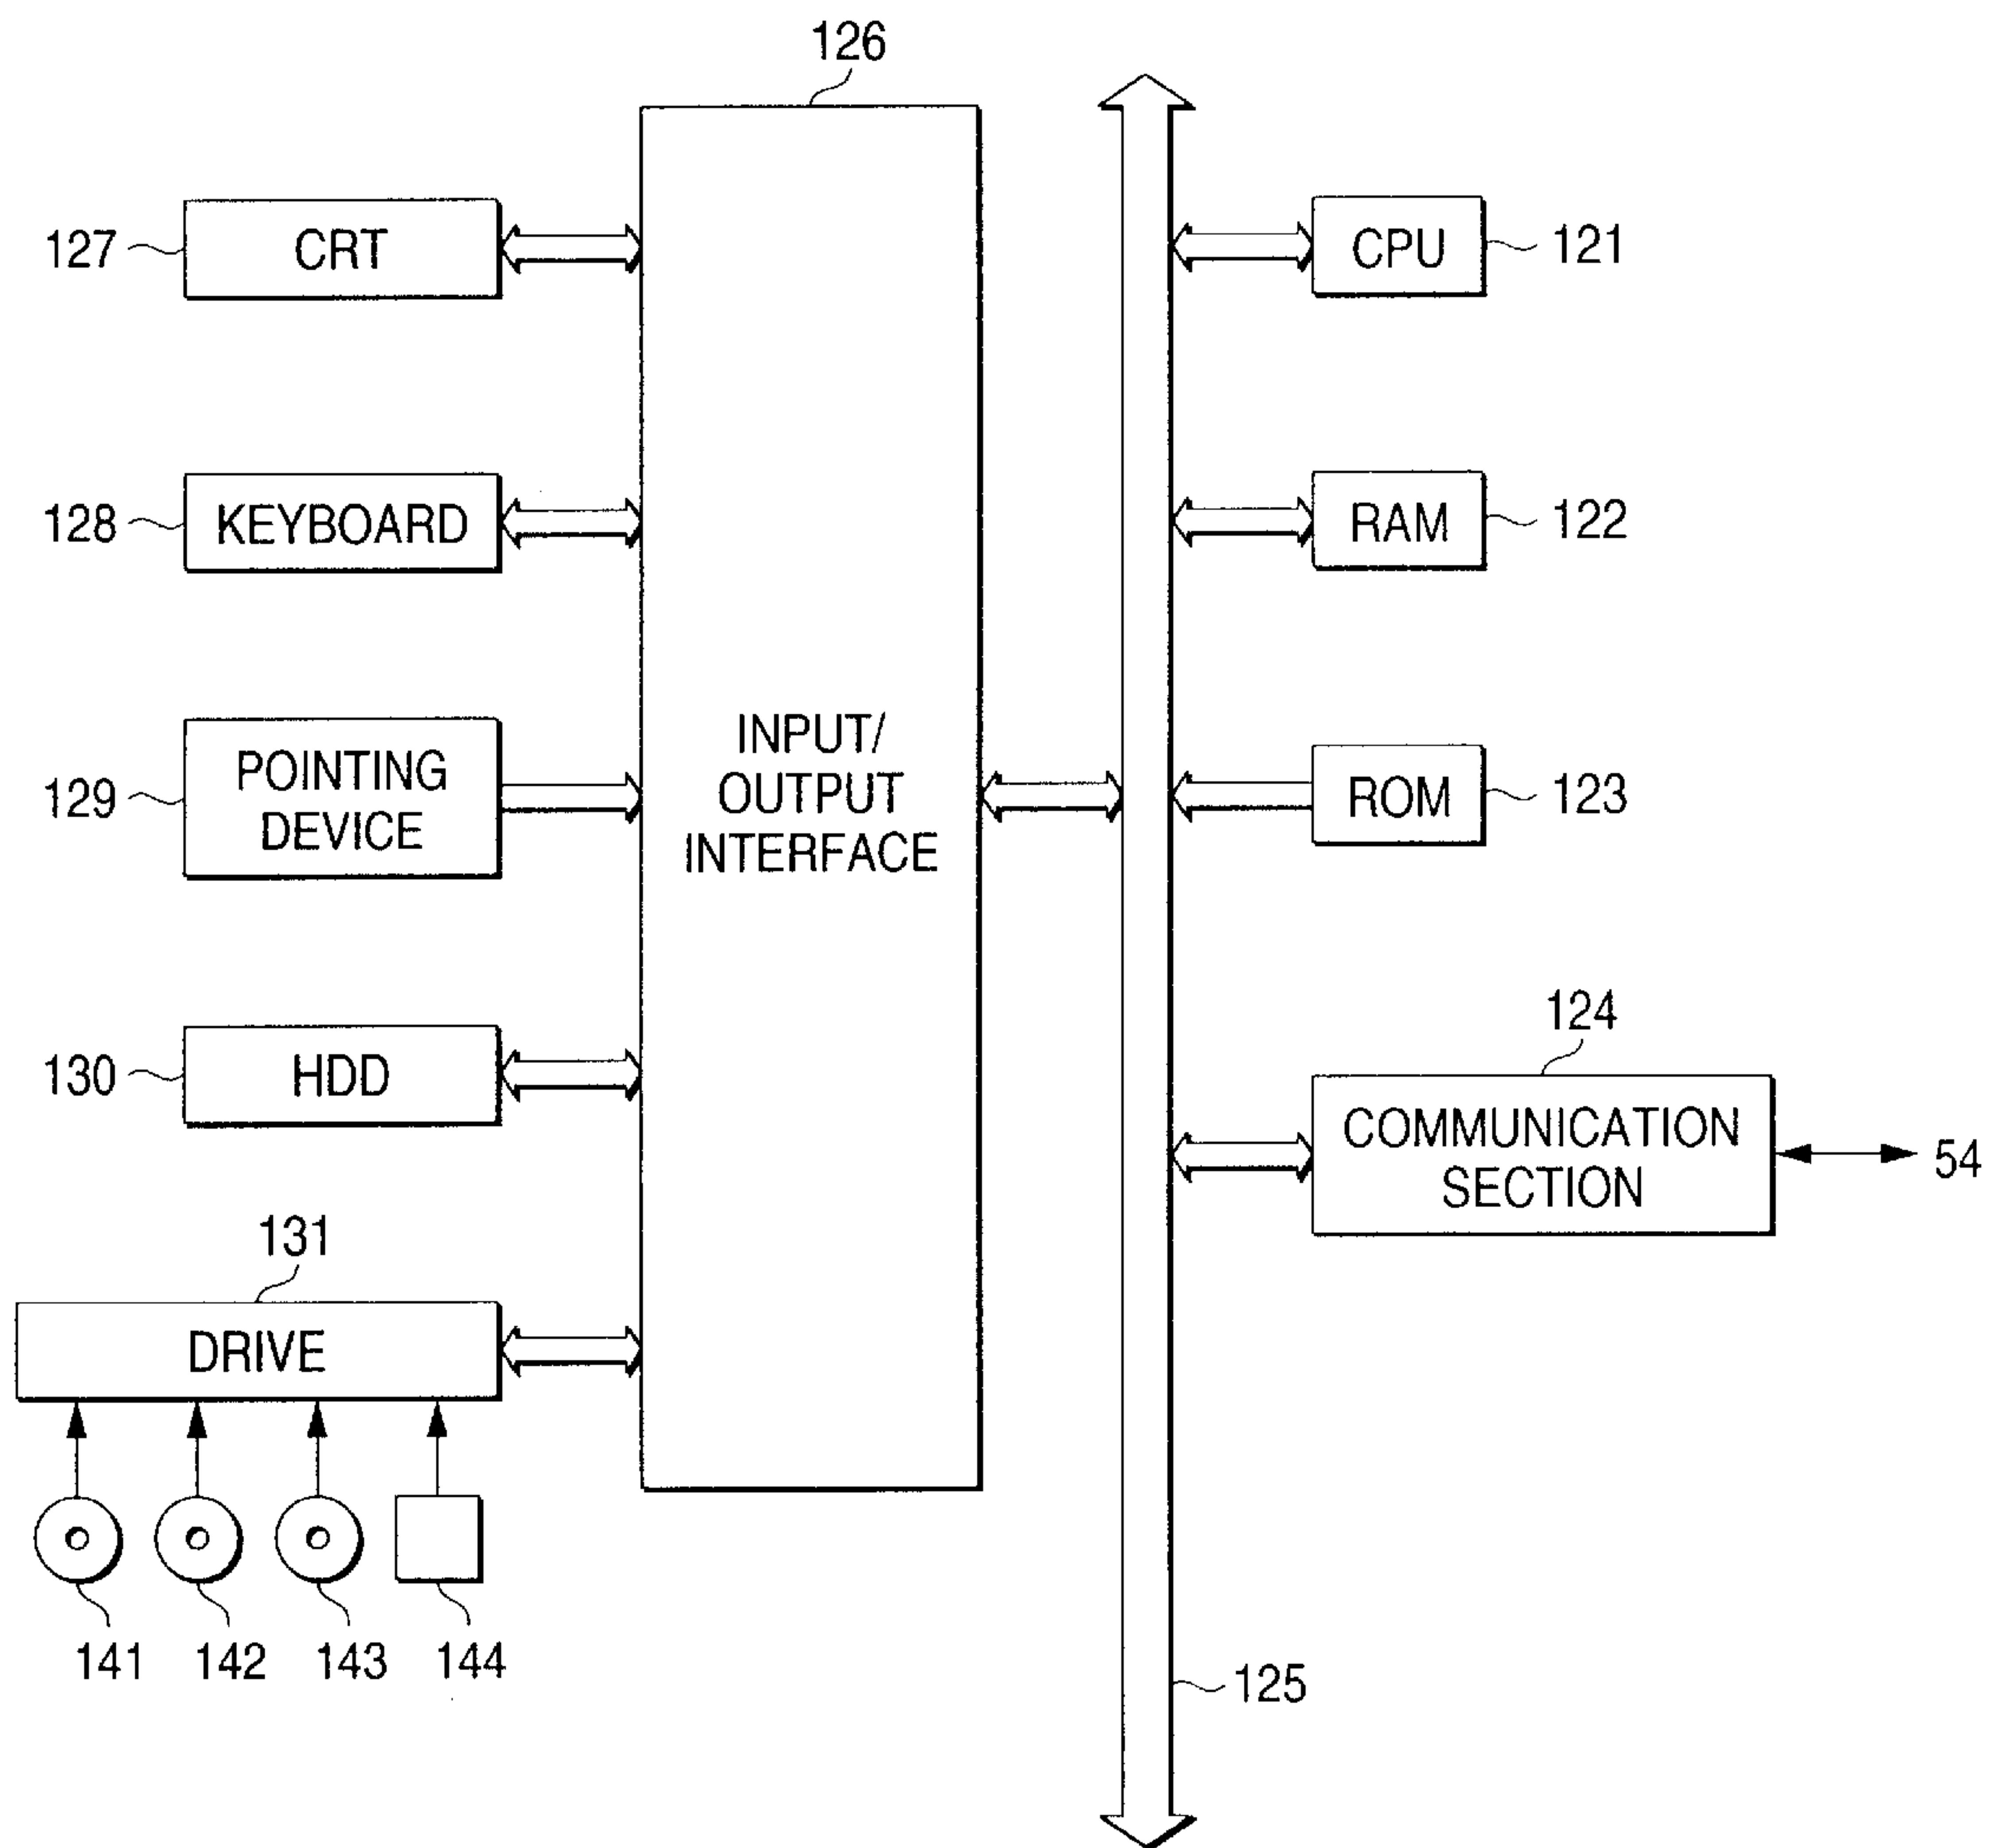 126
127
CRT
CPU
121
128
KEYBOARD
RAM
122
129
POINTING
DEVICE
INPUT/
OUTPUT
INTERFACE
ROM
123
130
HDD
124
COMMUNICATION
SECTION
54
131
DRIVE
141
142
143
144
125